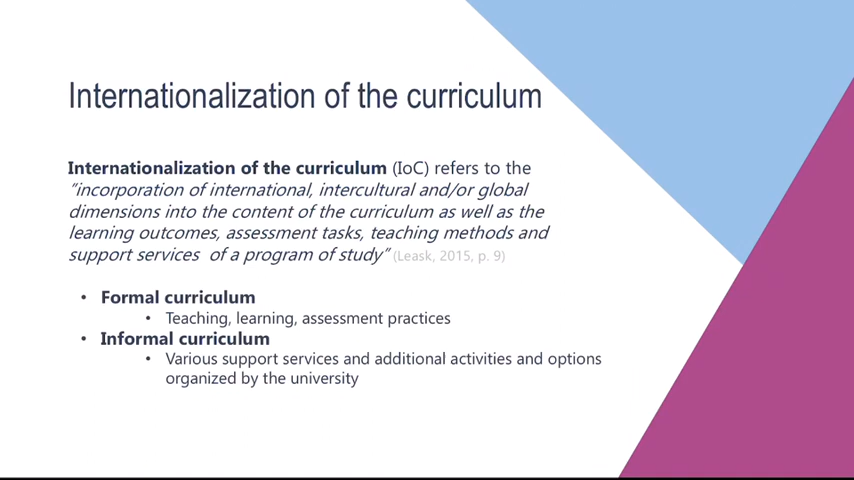 Internationalization of the curriculum
Internationalization of the curriculum (IoC) refers to the
"incorporation of international, intercultural and/or global
dimensions into the content of the curriculum as well as the
learning outcomes, assessment tasks, teaching methods and
support services of a program of study" (Leask, 2015, p. 9)
• Formal curriculum
• Teaching, learning, assessment practices
• Informal curriculum
• Various support services and additional activities and options
organized by the university